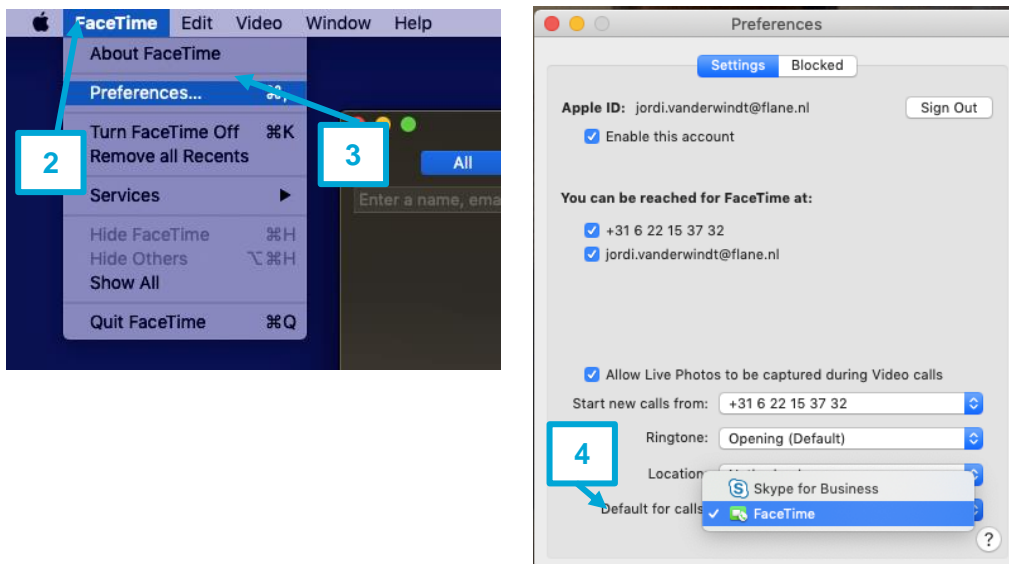 FaceTime Edit Video Window Help
About FaceTime
Preferences... ⌘,
Turn FaceTime Off ⌘K
Remove all Recents
Services ▶
Hide FaceTime ⌘H
Hide Others ⌥⌘H
Show All
Quit FaceTime ⌘Q
2
3
All
Enter a name, ema
Preferences
Settings Blocked
Apple ID: jordi.vanderwindt@flane.nl Sign Out
Enable this account
You can be reached for FaceTime at:
+31 6 22 15 37 32
jordi.vanderwindt@flane.nl
Allow Live Photos to be captured during Video calls
Start new calls from: +31 6 22 15 37 32
Ringtone: Opening (Default)
4
Location
Skype for Business
Default for calls ✓ FaceTime
?